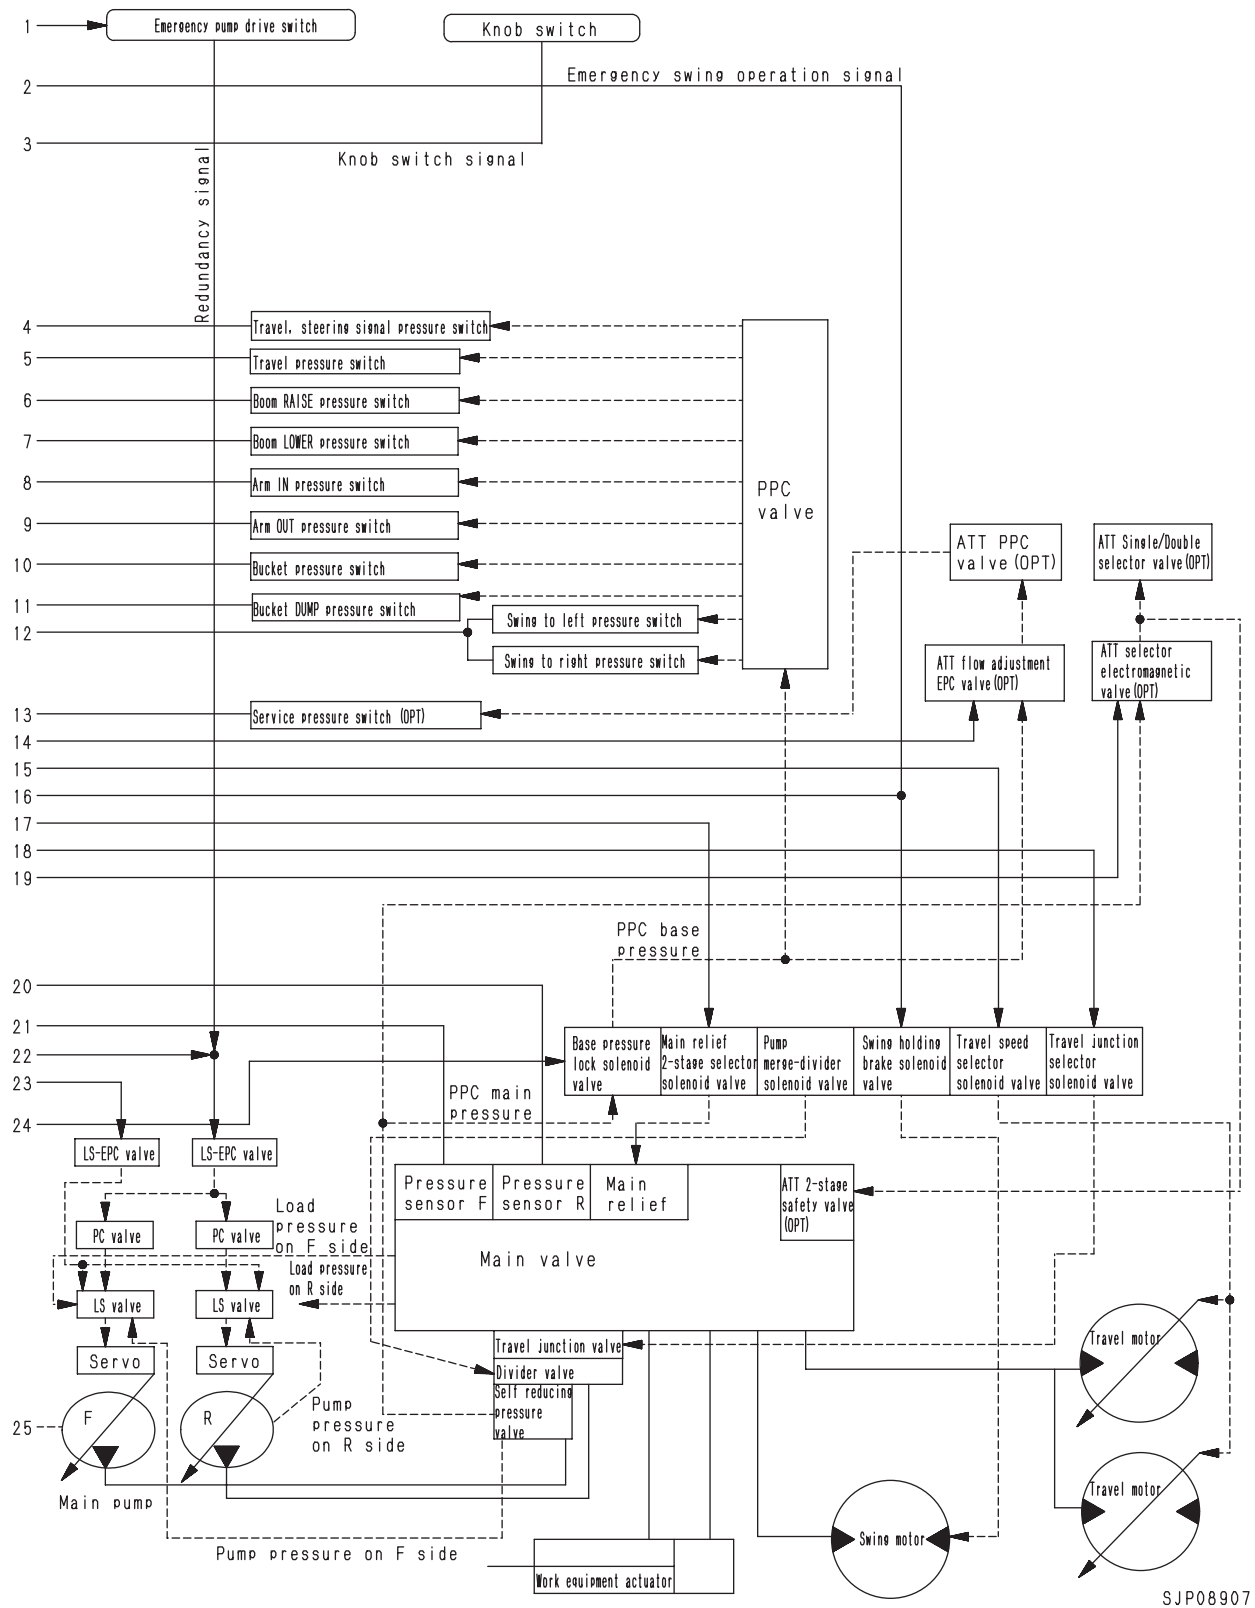 1
Emergency pump drive switch
Knob switch
2
Emergency swing operation signal
3
Knob switch signal
Redundancy signal
4
Travel, steering signal pressure switch
5
Travel pressure switch
6
Boom RAISE pressure switch
7
Boom LOWER pressure switch
8
Arm IN pressure switch
9
Arm OUT pressure switch
10
Bucket pressure switch
11
Bucket DUMP pressure switch
12
Swing to left pressure switch
Swing to right pressure switch
PPC
valve
ATT PPC
valve (OPT)
ATT Single/Double
selector valve (OPT)
ATT flow adjustment
EPC valve (OPT)
ATT selector
electromagnetic
valve (OPT)
13
Service pressure switch (OPT)
14
15
16
17
18
19
PPC base
pressure
20
21
22
23
24
Base pressure
lock solenoid
valve
Main relief
2-stage selector
solenoid valve
Pump
merge-divider
solenoid valve
Swing holding
brake solenoid
valve
Travel speed
selector
solenoid valve
Travel junction
selector
solenoid valve
PPC main
pressure
LS-EPC valve
LS-EPC valve
Pressure
sensor F
Pressure
sensor R
Main
relief
ATT 2-stage
safety valve
(OPT)
Main valve
PC valve
PC valve
Load
pressure
on F side
Load pressure
on R side
LS valve
LS valve
Servo
Servo
Travel junction valve
Divider valve
Self reducing
pressure
valve
Travel motor
25
F
R
Pump
pressure
on R side
Main pump
Travel motor
Swing motor
Pump pressure on F side
Work equipment actuator
SJP08907